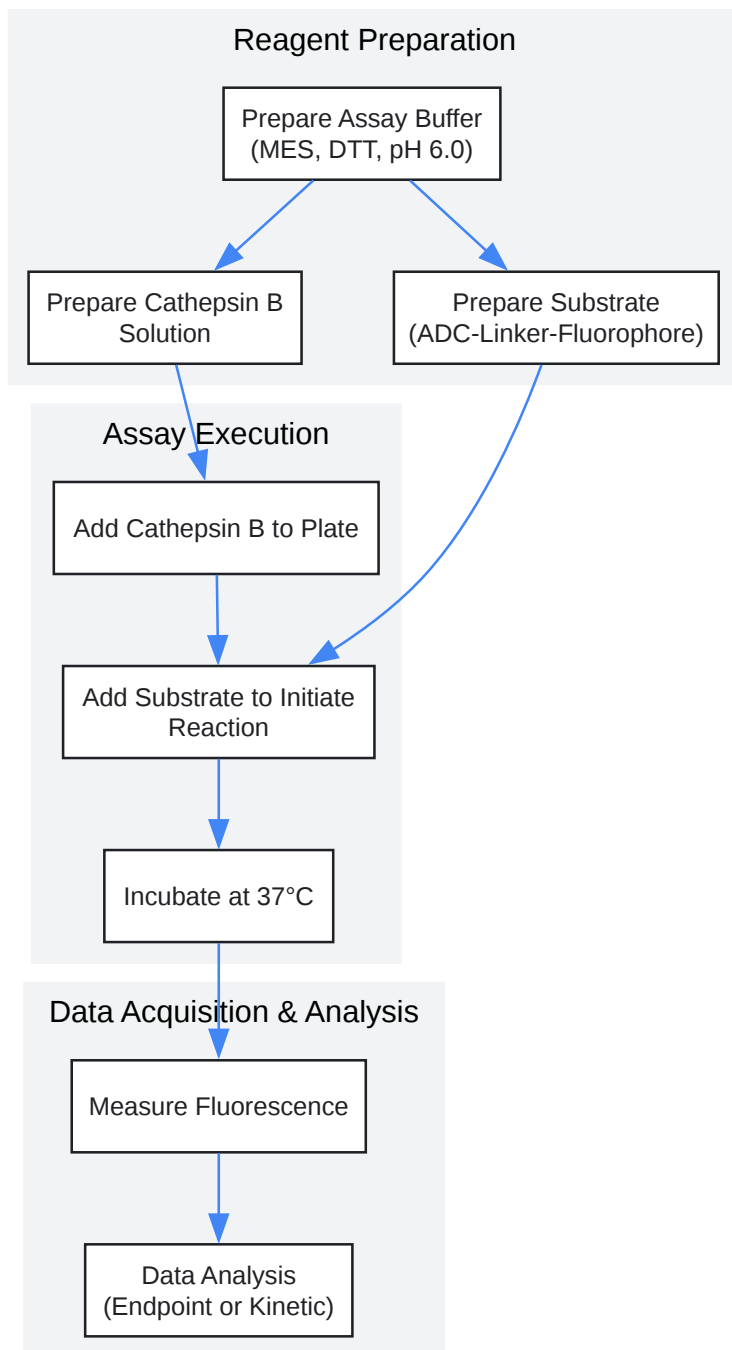 Reagent Preparation
Prepare Assay Buffer
(MES, DTT, pH 6.0)
Prepare Cathepsin B
Solution
Prepare Substrate
(ADC-Linker-Fluorophore)
Assay Execution
Add Cathepsin B to Plate
Add Substrate to Initiate
Reaction
Incubate at 37°C
Data Acquisition & Analysis
Measure Fluorescence
Data Analysis
(Endpoint or Kinetic)